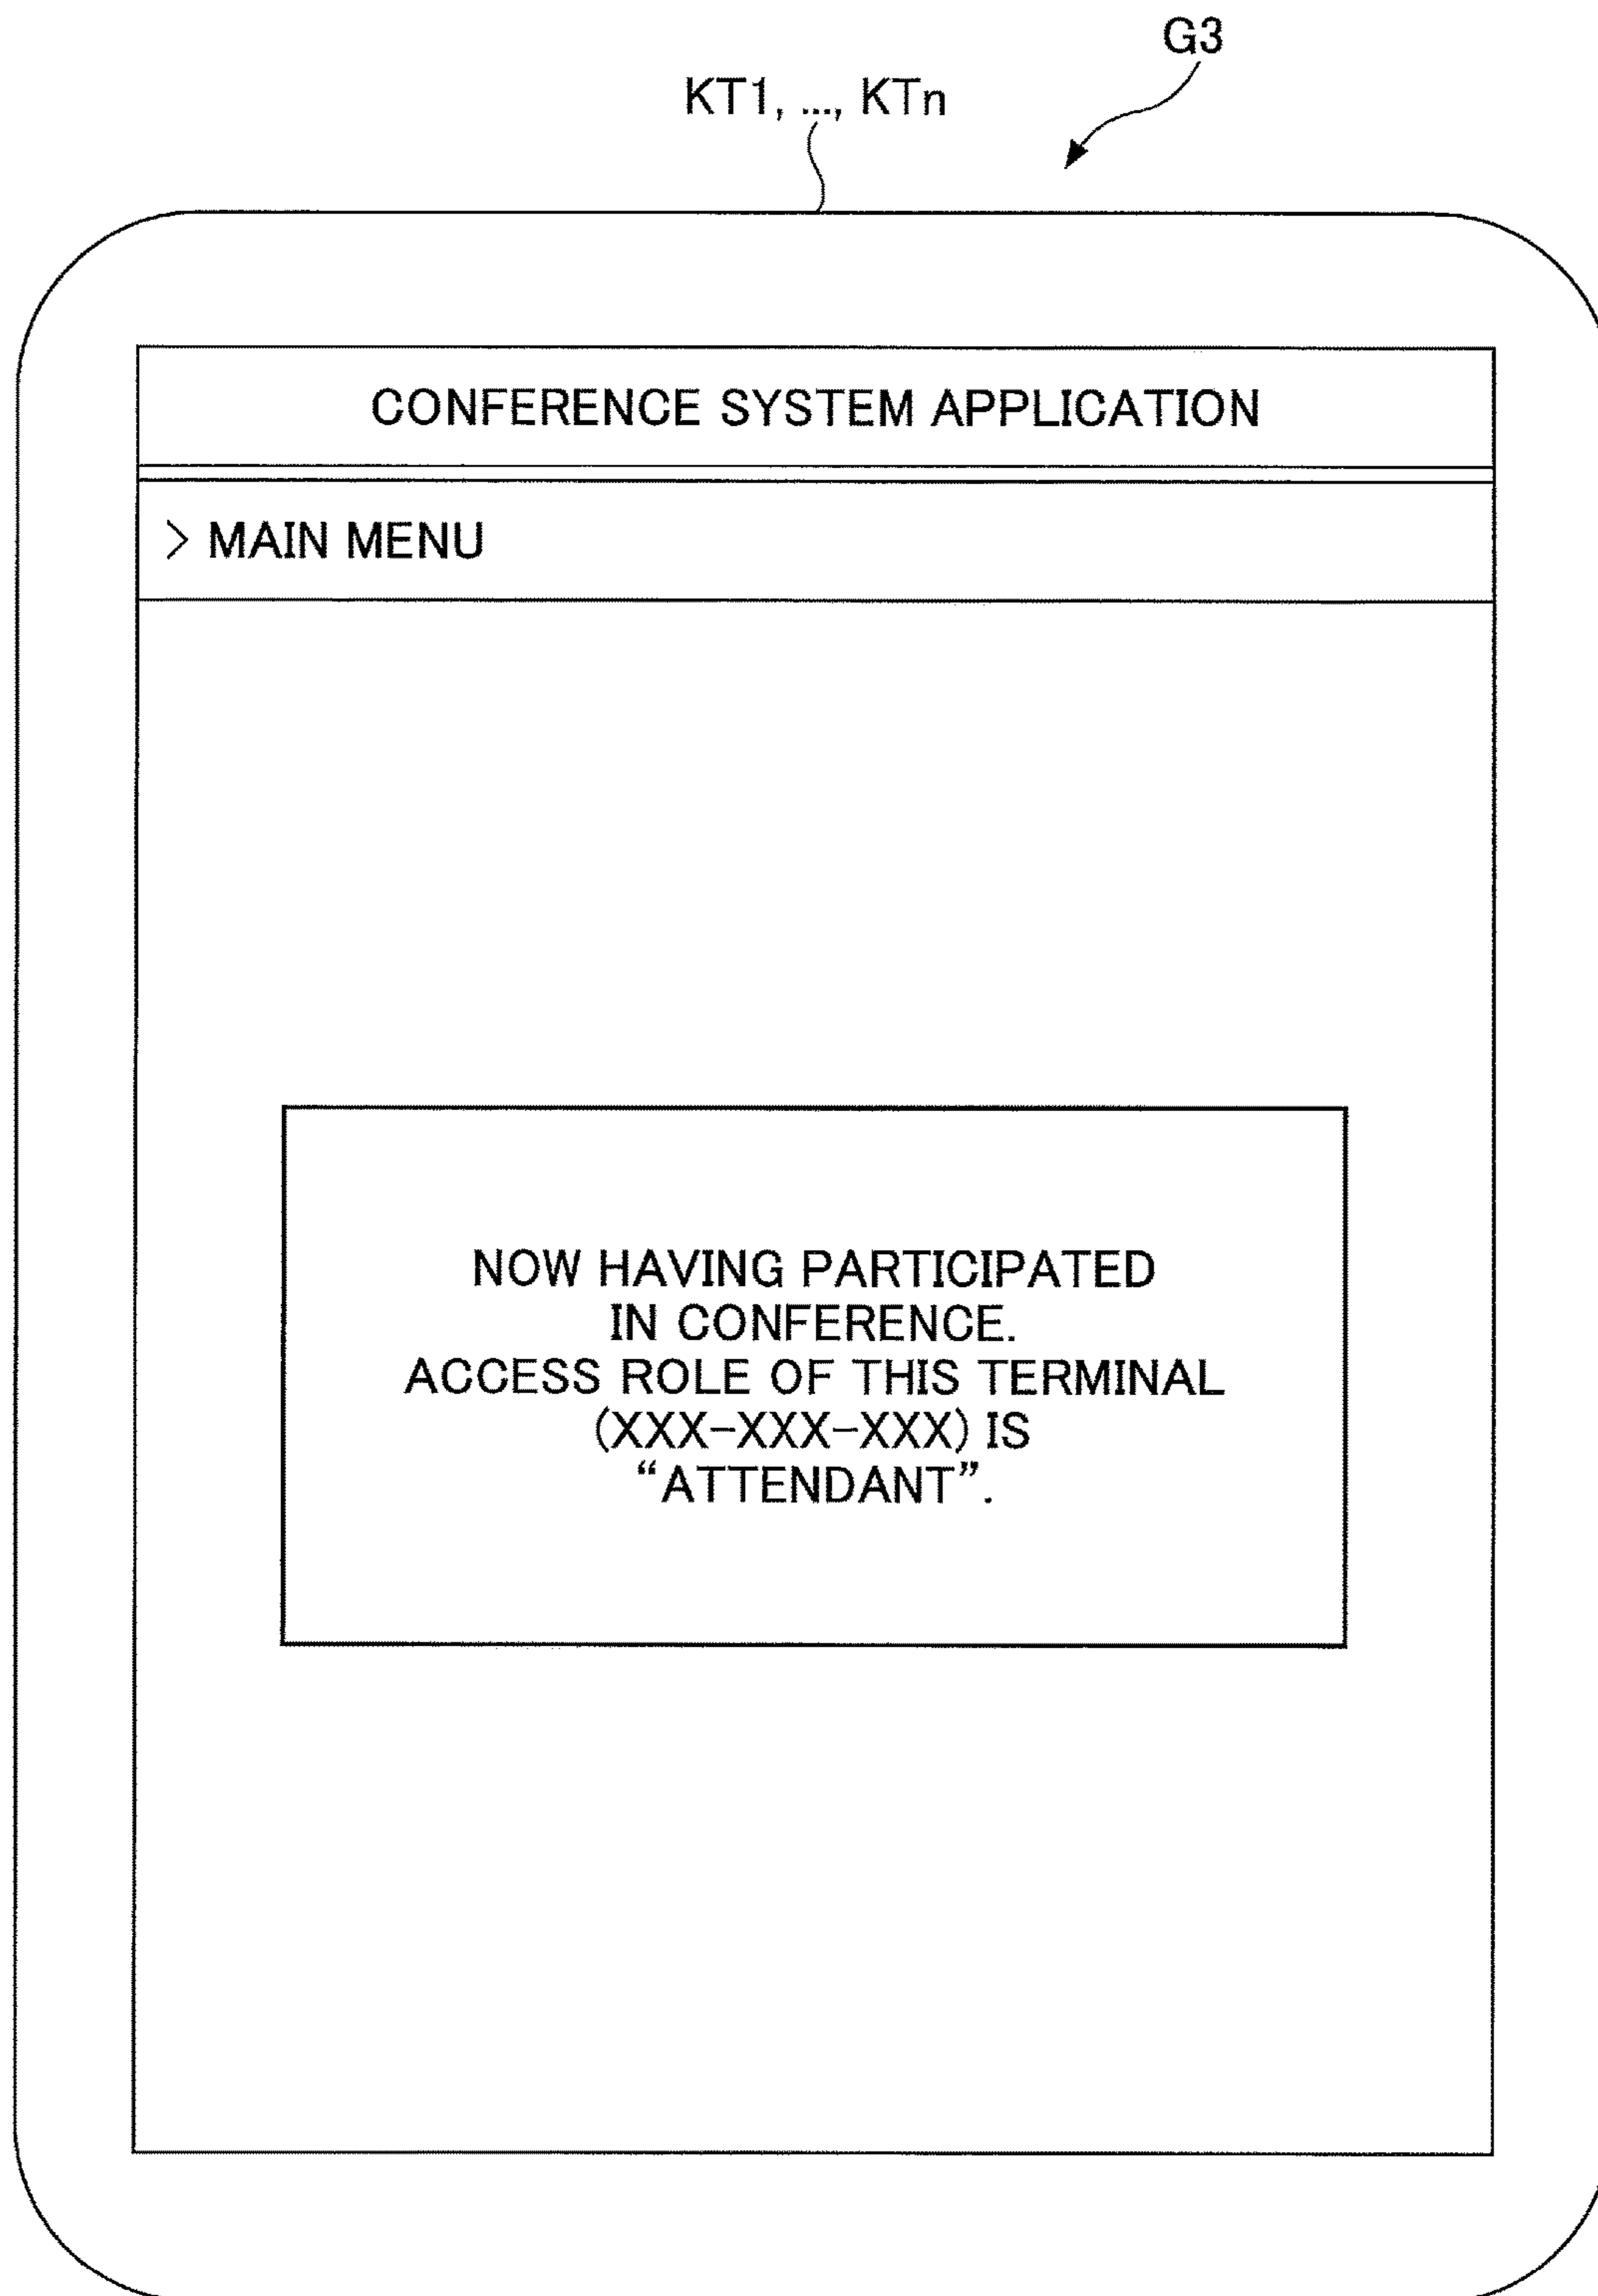 G3
KT1, ..., KTn
CONFERENCE SYSTEM APPLICATION
> MAIN MENU
NOW HAVING PARTICIPATED
IN CONFERENCE.
ACCESS ROLE OF THIS TERMINAL
(XXX-XXX-XXX) IS
“ATTENDANT”.